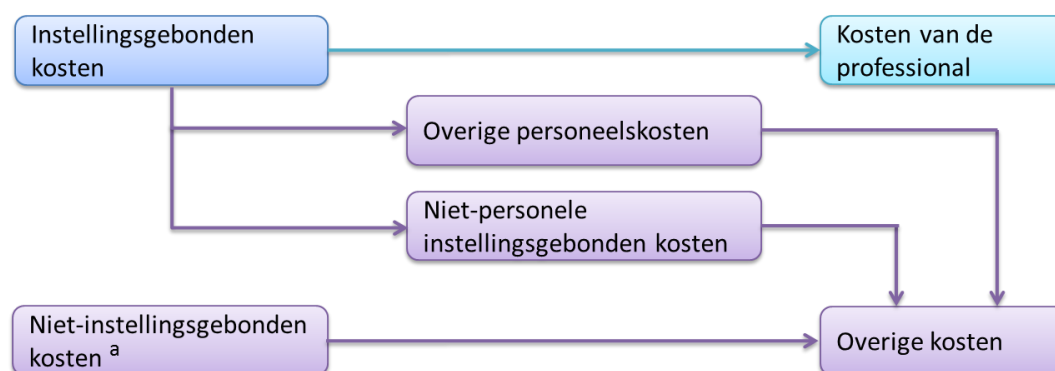 Instellingsgebonden
kosten
Kosten van de
professional
Overige personeelskosten
Niet-personele
instellingsgebonden kosten
Niet-instellingsgebonden
kosten a
Overige kosten